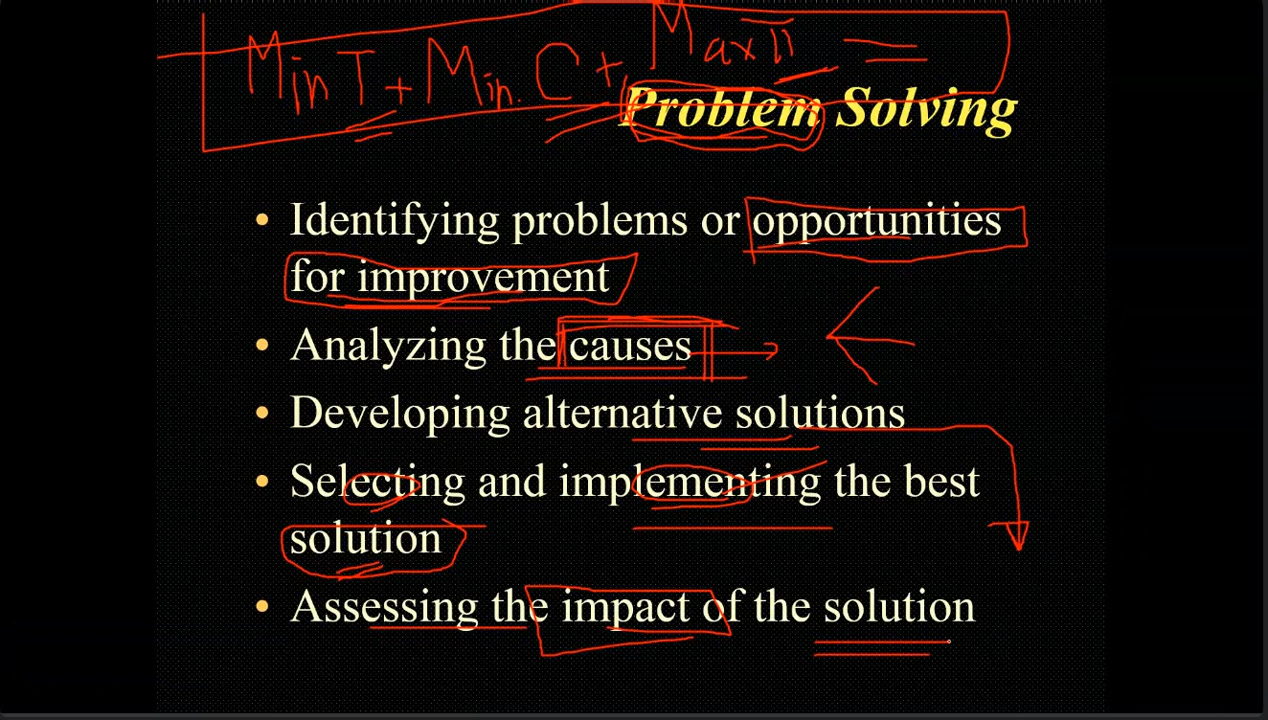 Min T + Min. C + Max π =
Problem Solving
• Identifying problems or opportunities
for improvement
• Analyzing the causes
• Developing alternative solutions
• Selecting and implementing the best
solution
• Assessing the impact of the solution